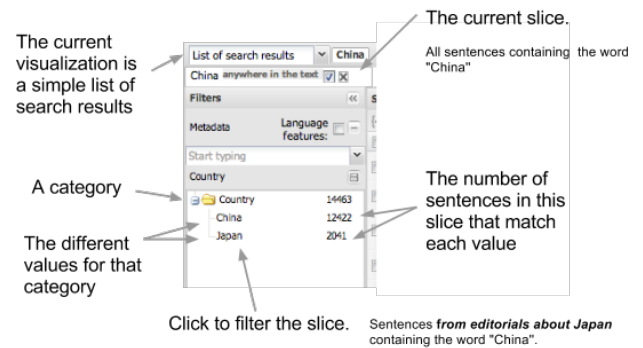 The current slice.
The current
visualization is
a simple list of
search results
List of search results
China
All sentences containing the word
"China"
China anywhere in the text
Filters
S
Metadata
Language
features:
Start typing
Country
A category
Country 14463
China 12422
Japan 2041
The number of
sentences in this
slice that match
each value
The different
values for that
category
Click to filter the slice.
Sentences from editorials about Japan
containing the word "China".